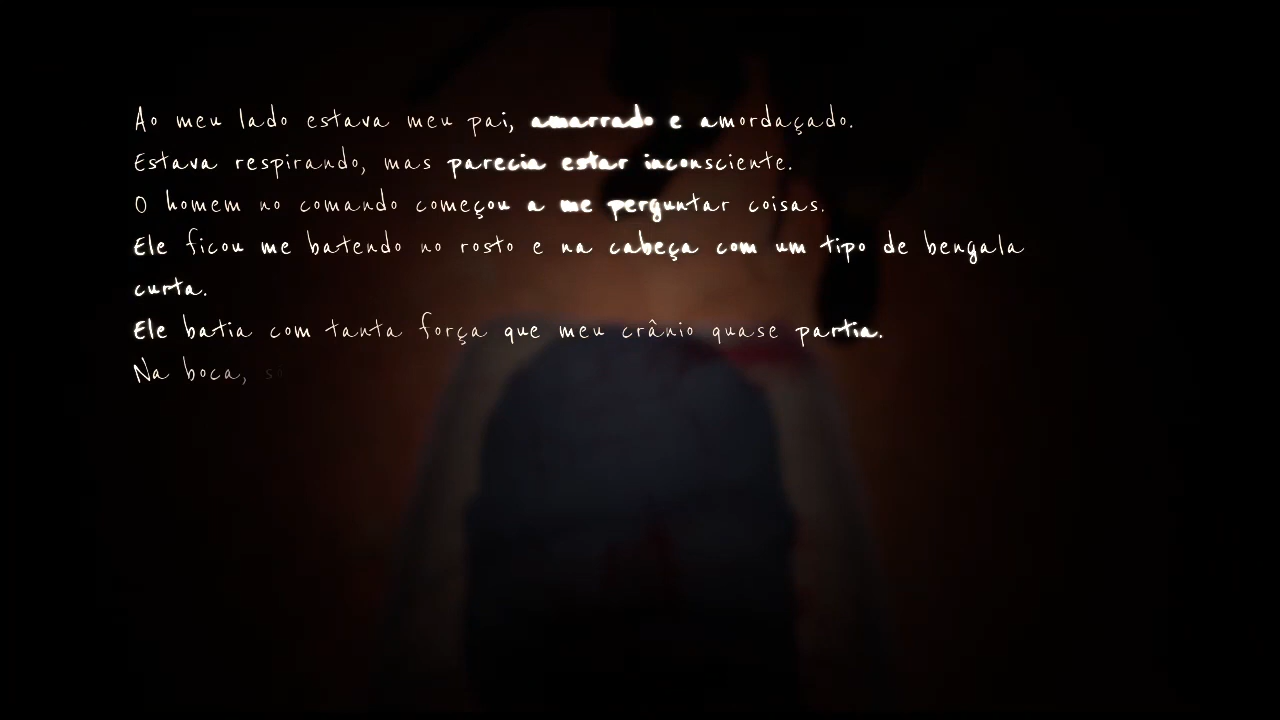 Ao meu lado estava meu pai, amarrado e amordaçado.
Estava respirando, mas parecia estar inconsciente.
O homem no comando começou a me perguntar coisas.
Ele ficou me batendo no rosto e na cabeça com um tipo de bengala
curta.
Ele batia com tanta força que meu crânio quase partia.
Na boca,